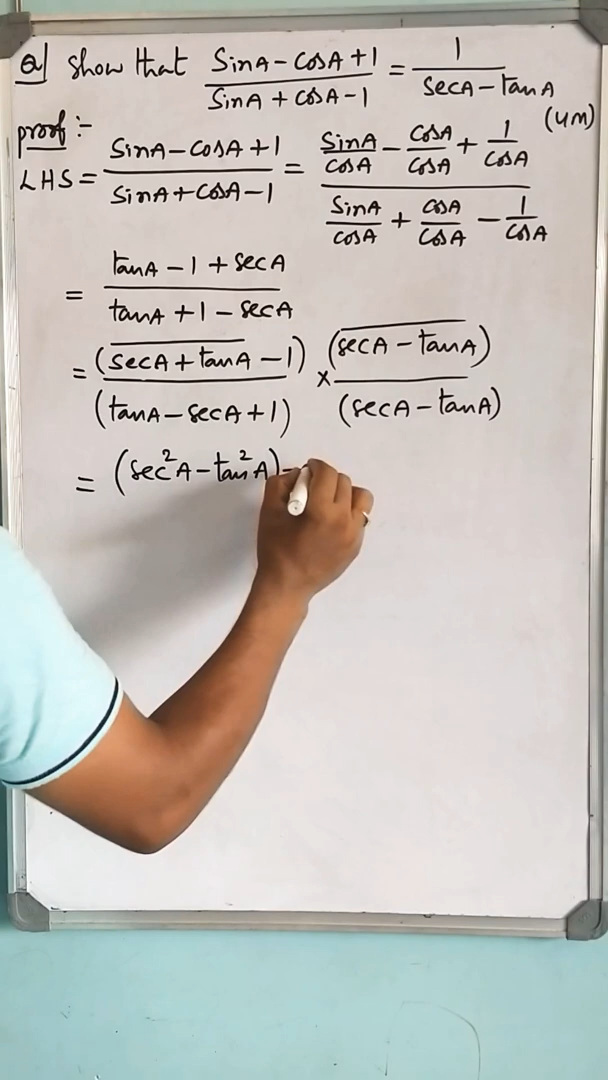 Q) Show that (SinA - CosA + 1)/(SinA + CosA - 1) = 1/(SecA - tanA)
(4M)
proof :-
LHS = (SinA - CosA + 1)/(SinA + CosA - 1) = (SinA/CosA - CosA/CosA + 1/CosA)/(SinA/CosA + CosA/CosA - 1/CosA)
= (tanA - 1 + SecA)/(tanA + 1 - SecA)
= (SecA + tanA - 1)/(tanA - SecA + 1) × (SecA - tanA)/(SecA - tanA)
= (Sec²A - tan²A) -